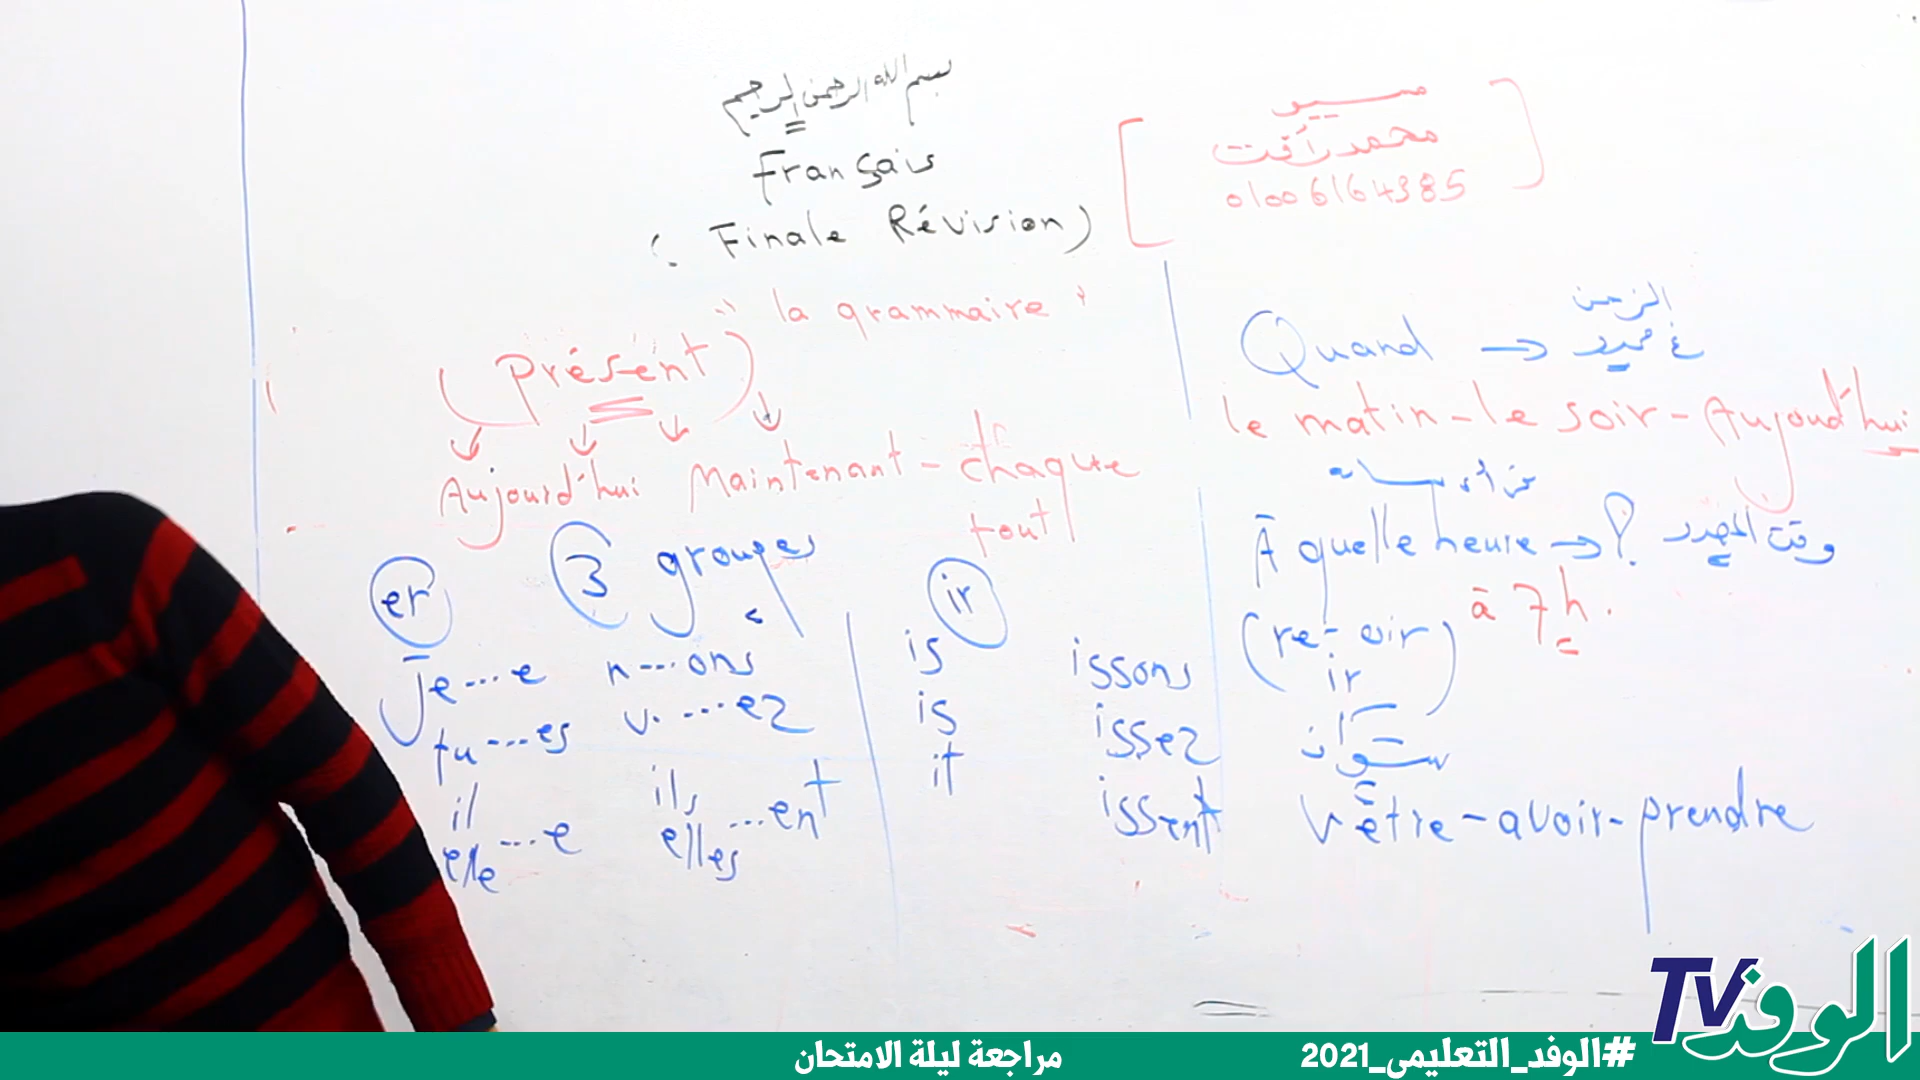 بسم الله الرحمن الرحيم
Français
(Finale Révision)
مسيو
محمد رأفت
01006164385
" la grammaire "
(Présent)
Aujourd'hui Maintenant - chaque
tout
3 groupes
er
je...e n....ons
tu....es v. ....ez
il ils
elle ...e elles ...ent
ir
is issons
is issez
it issent
Quand → الزمن
غ محدد
le matin - le soir - Aujourd'hui
À quelle heure → ? وقت المحدد
à 7h.
(re - oir)
ir
être - avoir - prendre
الوفد TV
مراجعة ليلة الامتحان
#الوفد_التعليمى_2021